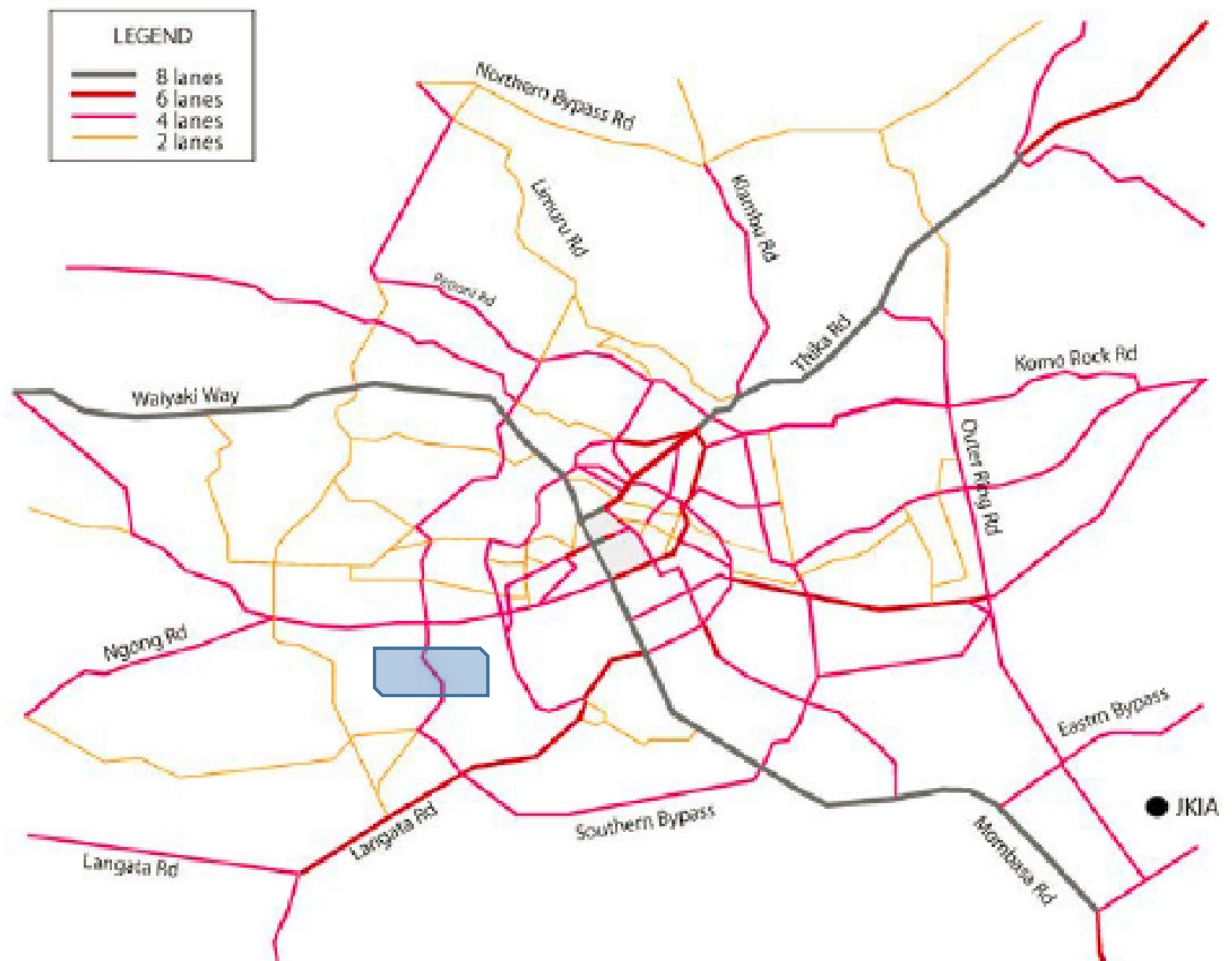 LEGEND
8 lanes
6 lanes
4 lanes
2 lanes
Northern Bypass Rd
Limuru Rd
Kiambu Rd
Thika Rd
Komo Rock Rd
Outer Ring Rd
Waiyaki Way
Ngong Rd
Langata Rd
Langata Rd
Southern Bypass
Eastrn Bypass
JKIA
Mombasa Rd